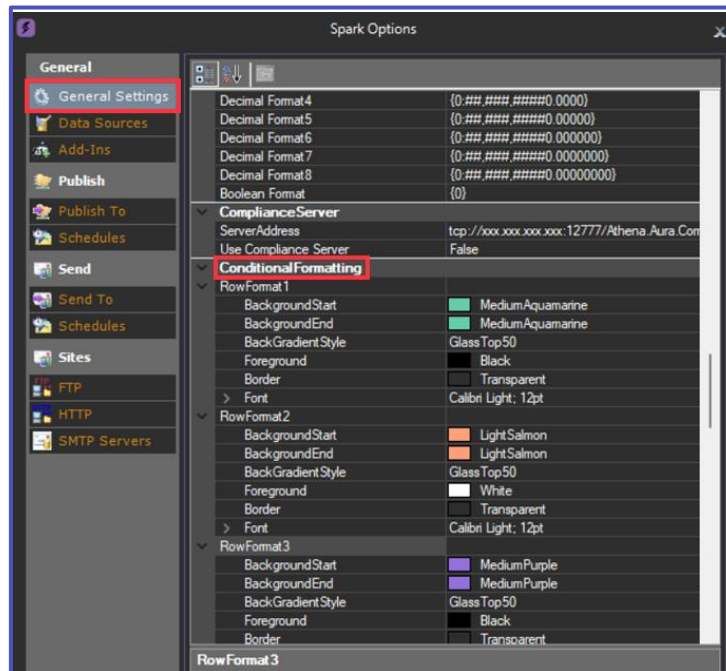 Spark Options
General
General Settings
Data Sources
Add-Ins
Publish
Publish To
Schedules
Send
Send To
Schedules
Sites
FTP
HTTP
SMTP Servers
Decimal Format4 {0:##,###,#####0.0000}
Decimal Format5 {0:##,###,#####0.00000}
Decimal Format6 {0:##,###,#####0.000000}
Decimal Format7 {0:##,###,#####0.0000000}
Decimal Format8 {0:##,###,#####0.00000000}
Boolean Format {0}
ComplianceServer
ServerAddress tcp://xxx.xxx.xxx.xxx:12777/Athena.Aura.Com
Use Compliance Server False
ConditionalFormatting
RowFormat1
BackgroundStart MediumAquamarine
BackgroundEnd MediumAquamarine
BackGradientStyle GlassTop50
Foreground Black
Border Transparent
Font Calibri Light; 12pt
RowFormat2
BackgroundStart LightSalmon
BackgroundEnd LightSalmon
BackGradientStyle GlassTop50
Foreground White
Border Transparent
Font Calibri Light; 12pt
RowFormat3
BackgroundStart MediumPurple
BackgroundEnd MediumPurple
BackGradientStyle GlassTop50
Foreground Black
Border Transparent
RowFormat3